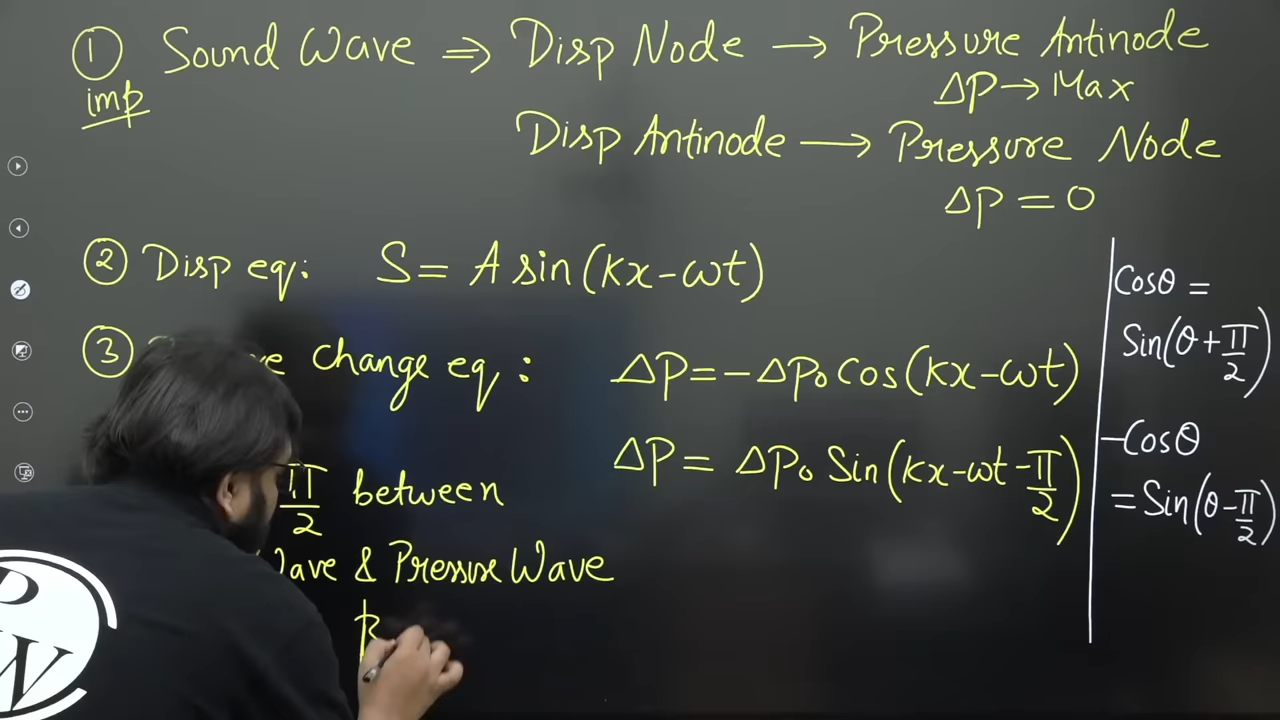 ① Sound Wave ⇒ Disp Node → Pressure Antinode
imp
ΔP → Max
Disp Antinode → Pressure Node
ΔP = 0
② Disp eq: S = A sin(kx-ωt)
③ change eq: ΔP = -ΔP₀ cos(kx-ωt)
ΔP = ΔP₀ Sin(kx-ωt-π/2)
π/2 between
Wave & Pressure Wave
Cosθ =
Sin(θ+π/2)
-Cosθ
= Sin(θ-π/2)
P
W